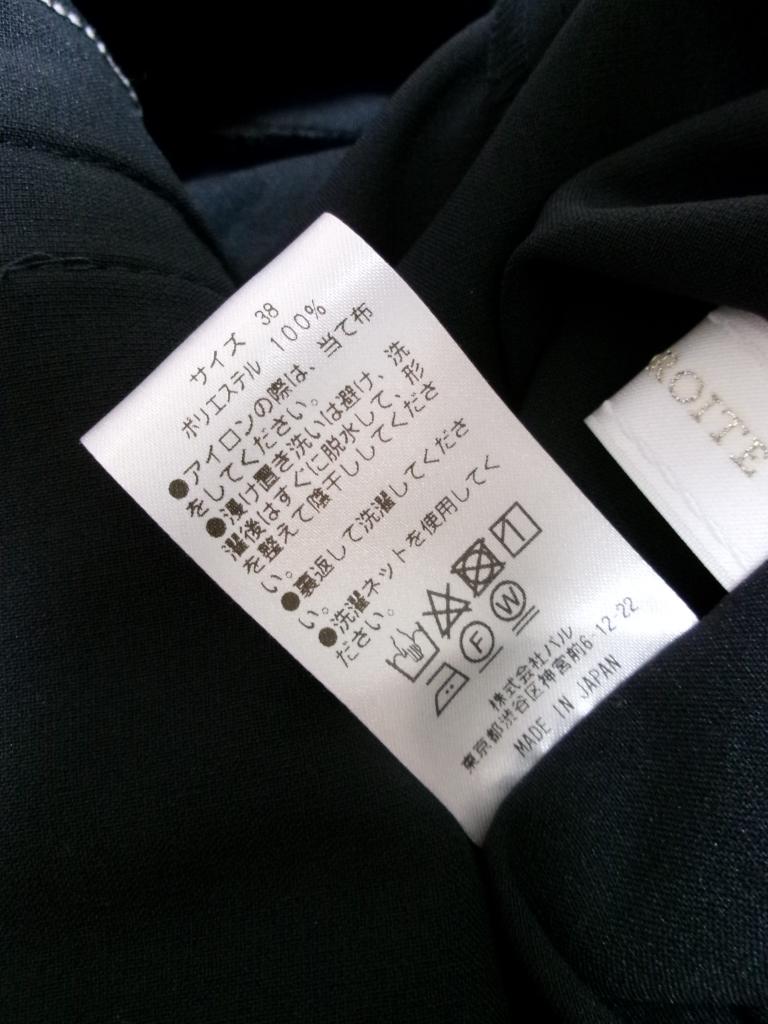 サイズ 38
ポリエステル 100%
●アイロンの際は、当て布
をしてください。
●漬け置き洗いは避け、洗
濯後はすぐに脱水して、形
を整えて陰干ししてくださ
い。
●裏返して洗濯してくださ
い。
●洗濯ネットを使用してく
ださい。
F W
株式会社パル
東京都渋谷区神宮前6-12-22
MADE IN JAPAN
ROITE